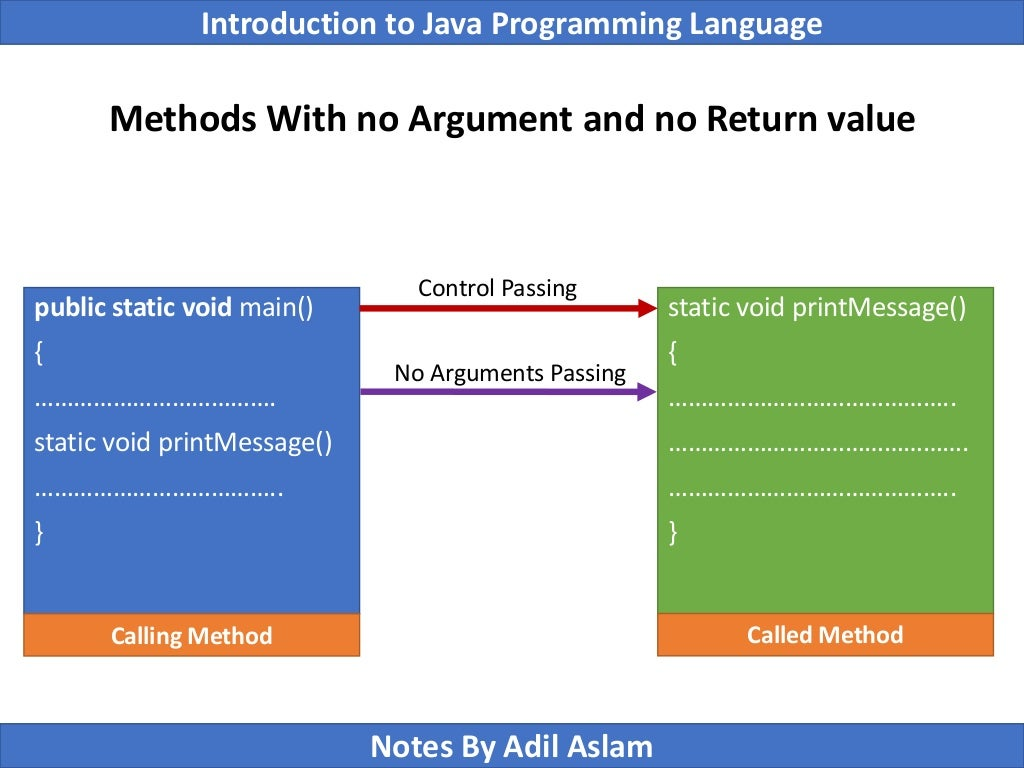 Introduction to Java Programming Language
Methods With no Argument and no Return value
public static void main()
{
……………………………….
static void printMessage()
………………………………..
}
Calling Method
Control Passing
No Arguments Passing
static void printMessage()
{
…………………………………….
………………………………………
…………………………………….
}
Called Method
Notes By Adil Aslam